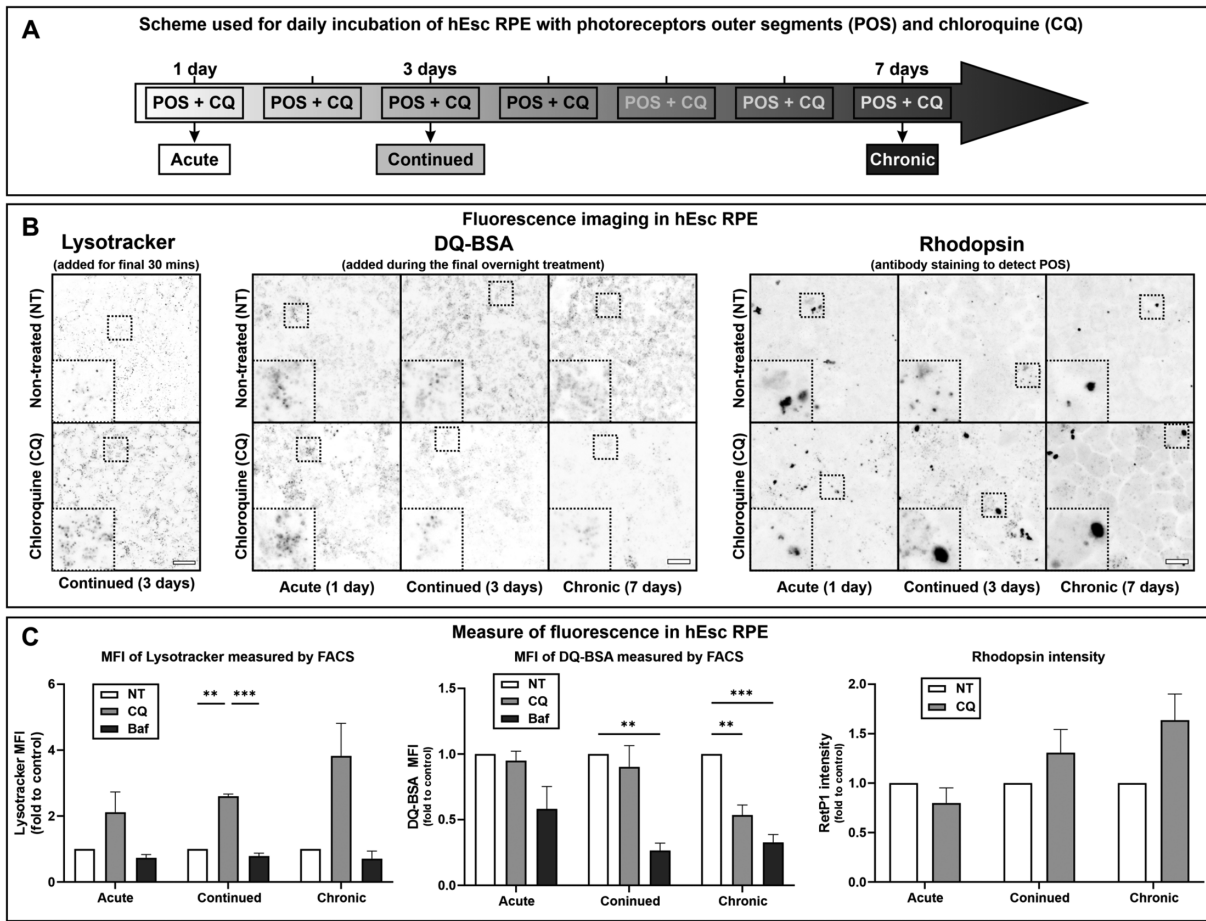 A
Scheme used for daily incubation of hEsc RPE with photoreceptors outer segments (POS) and chloroquine (CQ)
1 day
3 days
7 days
POS + CQ
POS + CQ
POS + CQ
POS + CQ
POS + CQ
POS + CQ
POS + CQ
Acute
Continued
Chronic
B
Fluorescence imaging in hEsc RPE
Lysotracker
(added for final 30 mins)
DQ-BSA
(added during the final overnight treatment)
Rhodopsin
(antibody staining to detect POS)
Non-treated (NT)
Chloroquine (CQ)
Continued (3 days)
Non-treated (NT)
Chloroquine (CQ)
Acute (1 day)
Continued (3 days)
Chronic (7 days)
Non-treated (NT)
Chloroquine (CQ)
Acute (1 day)
Continued (3 days)
Chronic (7 days)
C
Measure of fluorescence in hEsc RPE
MFI of Lysotracker measured by FACS
Lysotracker MFI
(fold to control)
6
4
2
0
NT
CQ
Baf
**
***
Acute
Continued
Chronic
MFI of DQ-BSA measured by FACS
DQ-BSA MFI
(fold to control)
1.5
1.0
0.5
0.0
NT
CQ
Baf
**
***
**
Acute
Coninued
Chronic
Rhodopsin intensity
RetP1 intensity
(fold to control)
2.0
1.5
1.0
0.5
0.0
NT
CQ
Acute
Coninued
Chronic